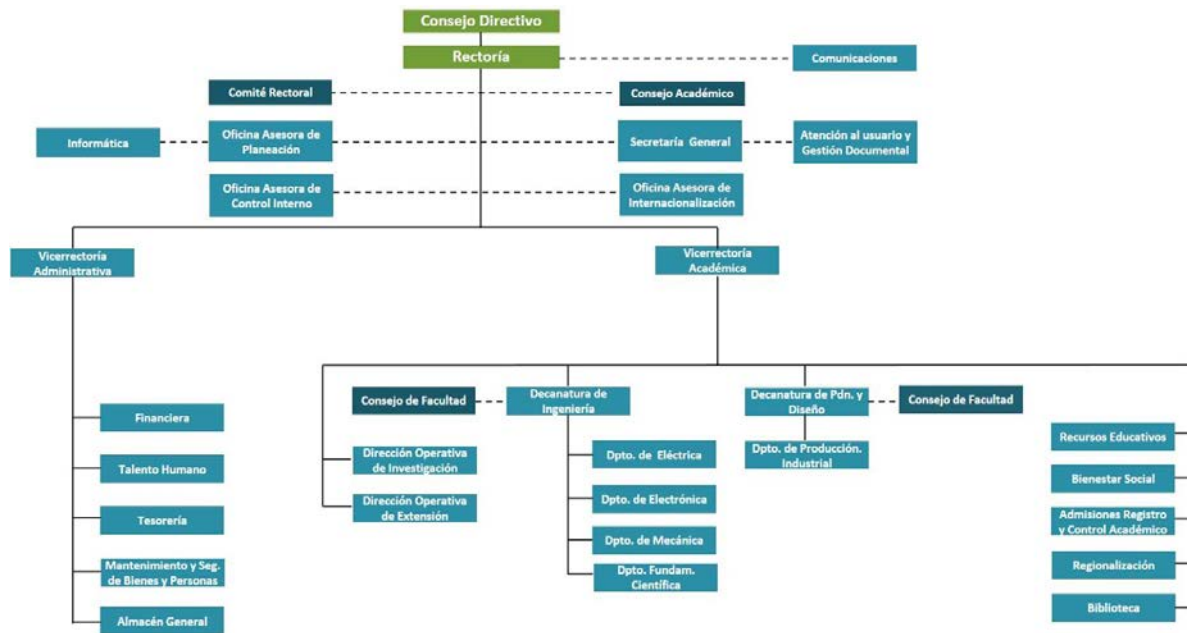 Consejo Directivo
Rectoría
Comunicaciones
Comité Rectoral
Consejo Académico
Informática
Oficina Asesora de
Planeación
Secretaría General
Atención al usuario y
Gestión Documental
Oficina Asesora de
Control Interno
Oficina Asesora de
Internacionalización
Vicerrectoría
Administrativa
Vicerrectoría
Académica
Financiera
Talento Humano
Tesorería
Mantenimiento y Seg.
de Bienes y Personas
Almacén General
Consejo de Facultad
Decanatura de
Ingeniería
Decanatura de Pdn. y
Diseño
Consejo de Facultad
Dirección Operativa
de Investigación
Dirección Operativa
de Extensión
Dpto. de Eléctrica
Dpto. de Electrónica
Dpto. de Mecánica
Dpto. Fundam.
Científica
Dpto. de Producción.
Industrial
Recursos Educativos
Bienestar Social
Admisiones Registro
y Control Académico
Regionalización
Biblioteca